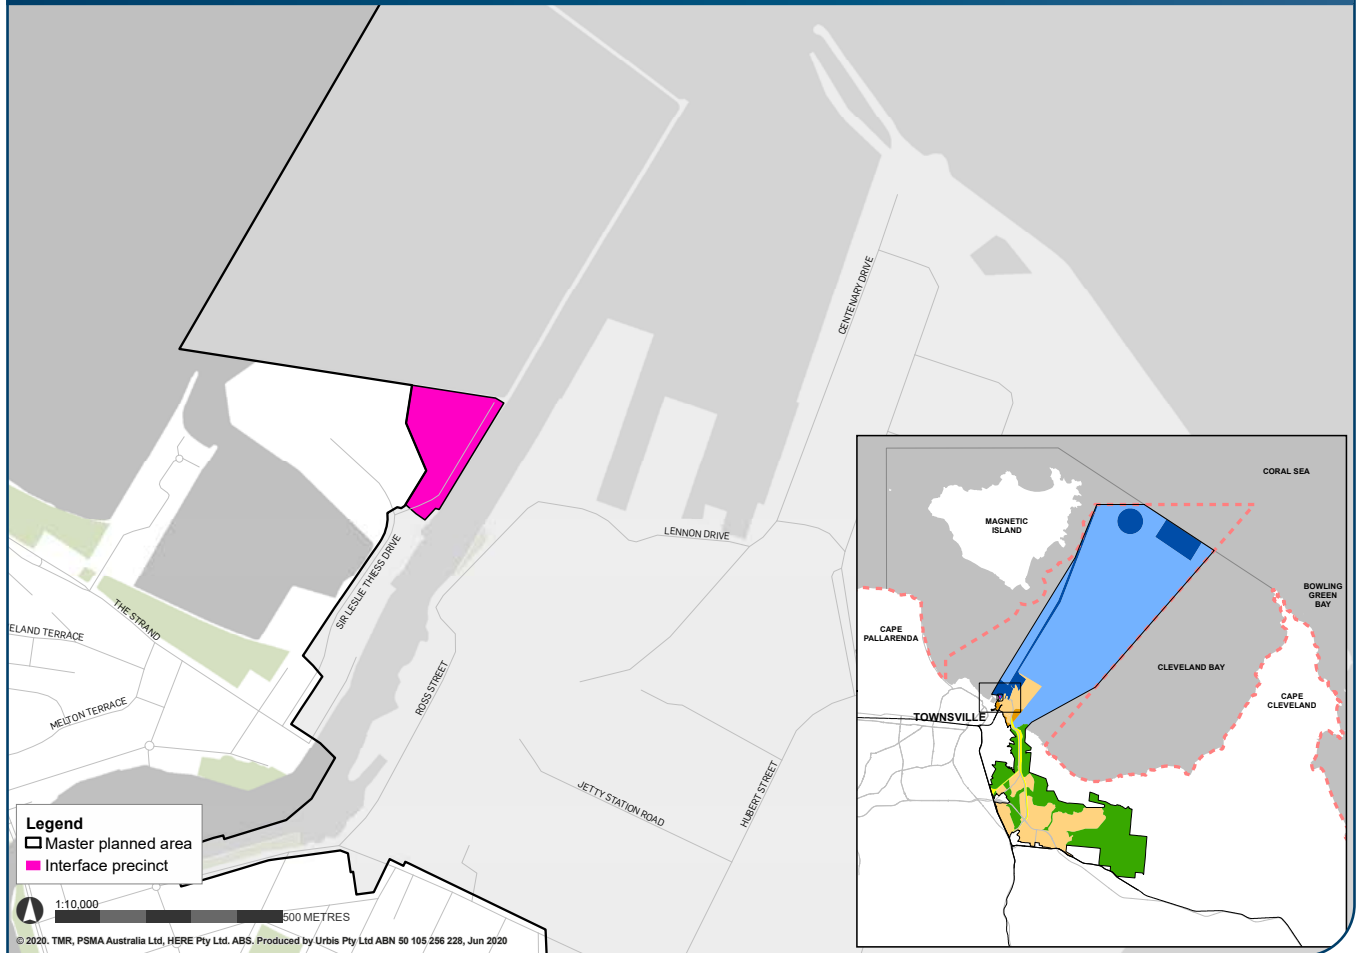 CENTENARY DRIVE
LENNON DRIVE
SIR LESLIE THIESS DRIVE
THE STRAND
ELAND TERRACE
MELTON TERRACE
ROSS STREET
JETTY STATION ROAD
HUBERT STREET
CORAL SEA
MAGNETIC
ISLAND
BOWLING
GREEN
BAY
CAPE
PALLARENDA
CLEVELAND BAY
CAPE
CLEVELAND
TOWNSVILLE
Legend
Master planned area
Interface precinct
1:10,000
500 METRES
© 2020. TMR, PSMA Australia Ltd, HERE Pty Ltd. ABS. Produced by Urbis Pty Ltd ABN 50 105 256 228, Jun 2020